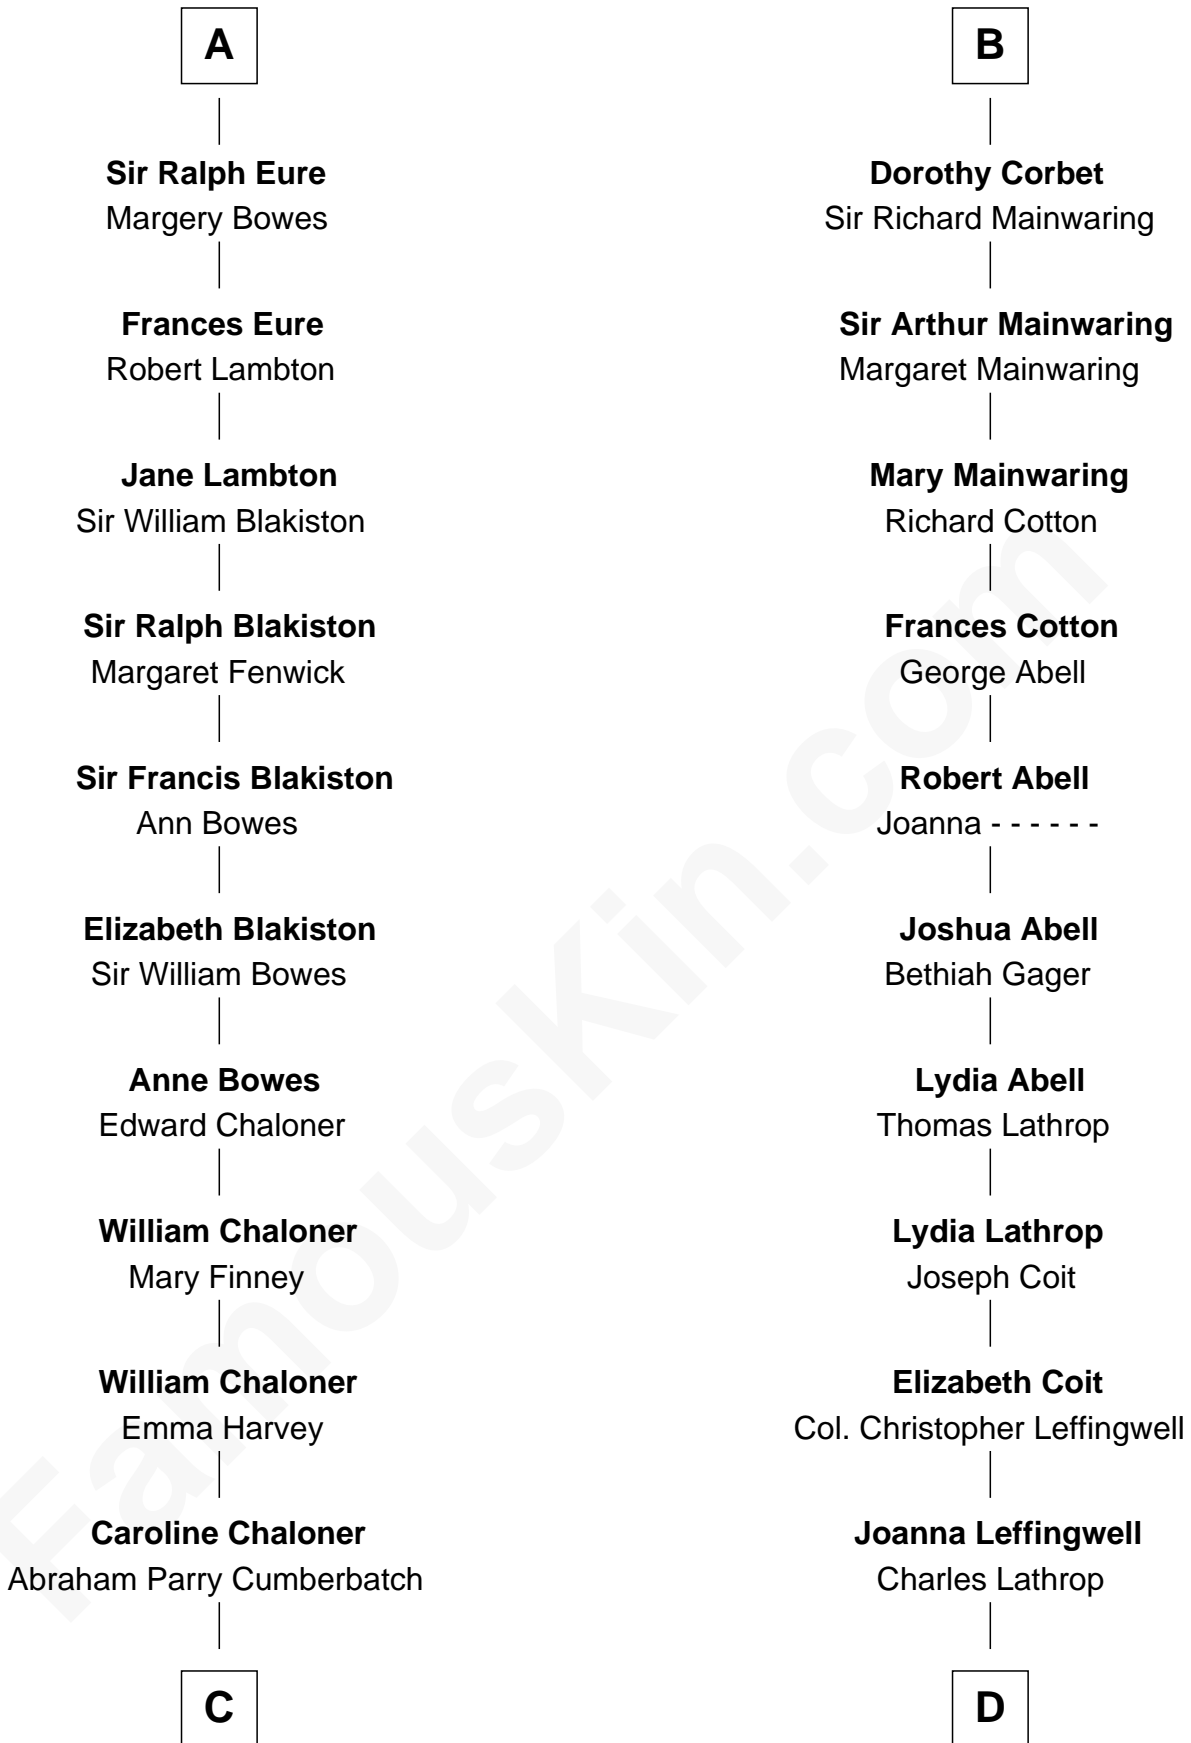 A
Sir Ralph Eure
Margery Bowes
Frances Eure
Robert Lambton
Jane Lambton
Sir William Blakiston
Sir Ralph Blakiston
Margaret Fenwick
Sir Francis Blakiston
Ann Bowes
Elizabeth Blakiston
Sir William Bowes
Anne Bowes
Edward Chaloner
William Chaloner
Mary Finney
William Chaloner
Emma Harvey
Caroline Chaloner
Abraham Parry Cumberbatch
C
B
Dorothy Corbet
Sir Richard Mainwaring
Sir Arthur Mainwaring
Margaret Mainwaring
Mary Mainwaring
Richard Cotton
Frances Cotton
George Abell
Robert Abell
Joanna - - - - - -
Joshua Abell
Bethiah Gager
Lydia Abell
Thomas Lathrop
Lydia Lathrop
Joseph Coit
Elizabeth Coit
Col. Christopher Leffingwell
Joanna Leffingwell
Charles Lathrop
D
FamousKin.com